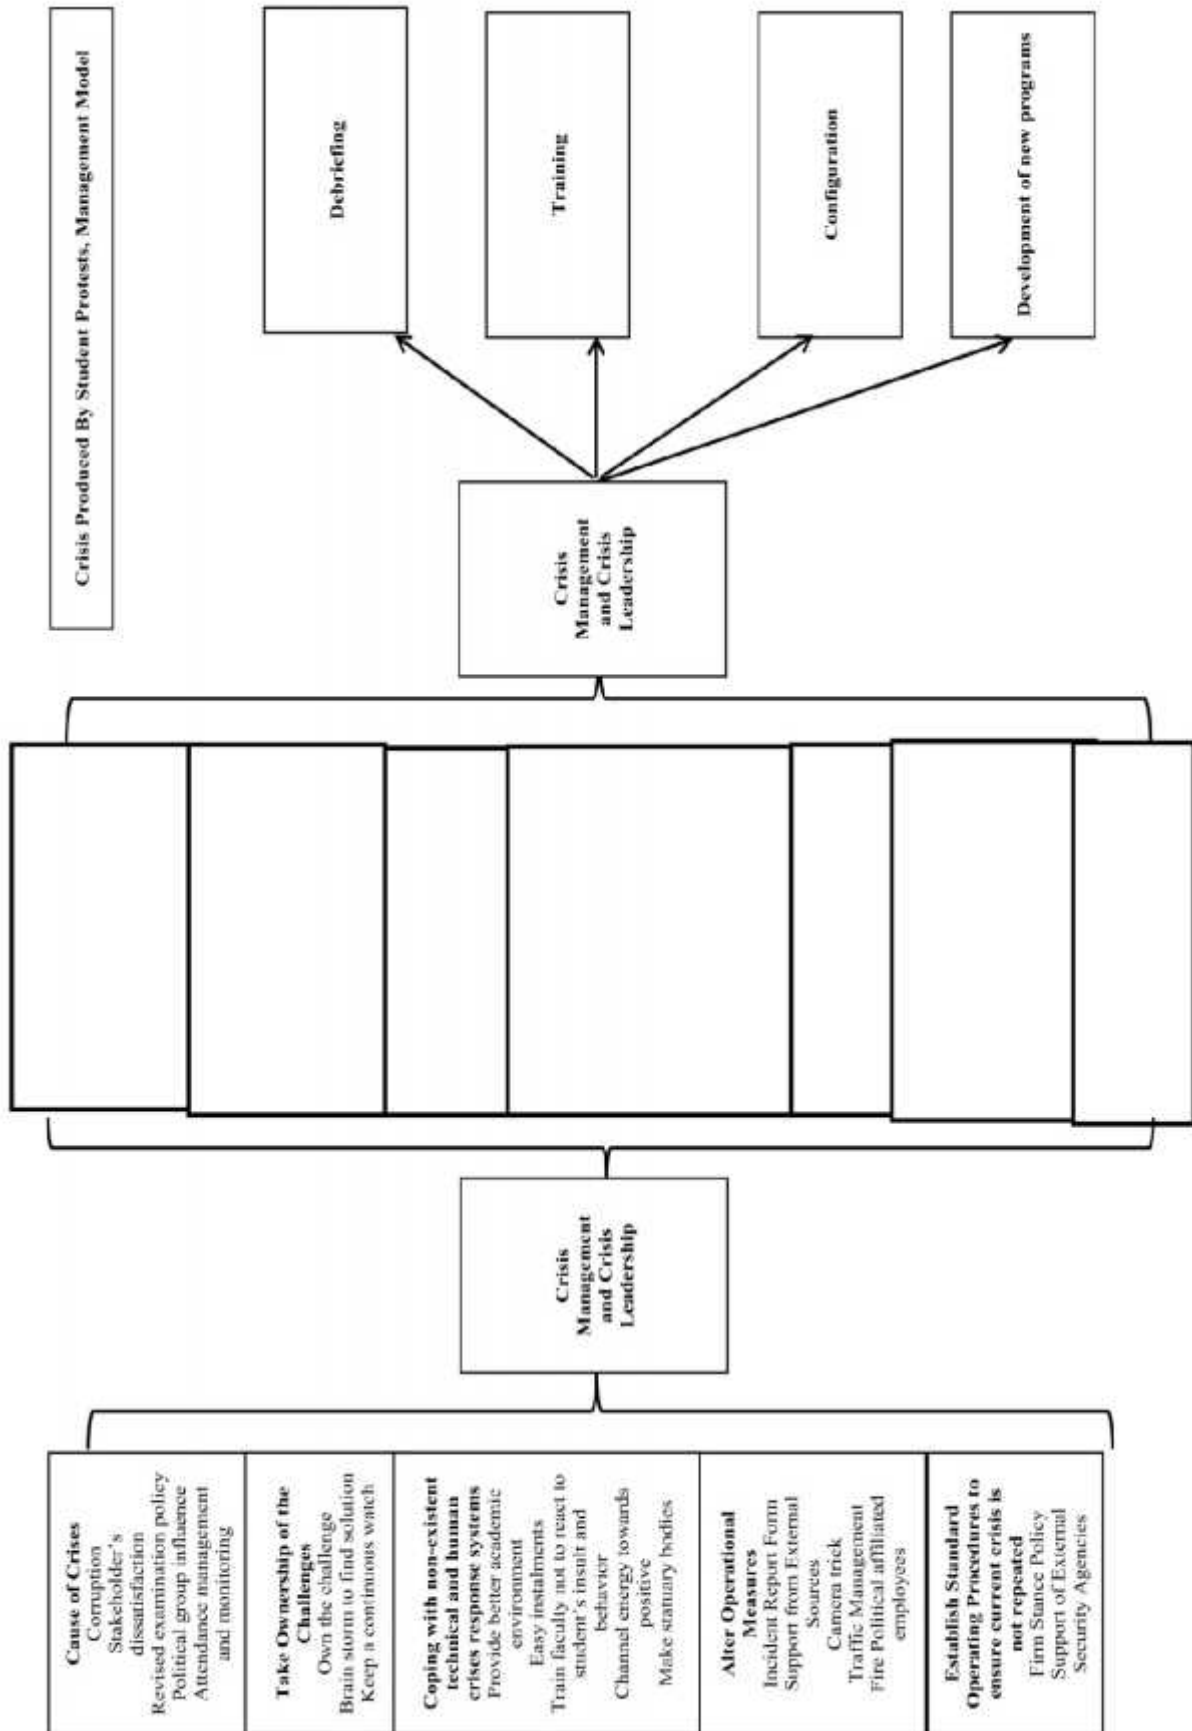 Crisis Produced By Student Protests, Management Model
Cause of Crises
Corruption
Stakeholder's
dissatisfaction
Revised examination policy
Political group influence
Attendance management
and monitoring
Take Ownership of the
Challenges
Own the challenge
Brain storm to find solution
Keep a continuous watch
Coping with non-existent
technical and human
crises response systems
Provide better academic
environment
Easy instalments
Train faculty not to react to
student's insult and
behavior
Channel energy towards
positive
Make statuary bodies
Alter Operational
Measures
Incident Report Form
Support from External
Sources
Camera trick
Traffic Management
Fire Political affiliated
employees
Establish Standard
Operating Procedures to
ensure current crisis is
not repeated
Firm Stance Policy
Support of External
Security Agencies
Crisis
Management
and Crisis
Leadership
Crisis
Management
and Crisis
Leadership
Debriefing
Training
Configuration
Development of new programs